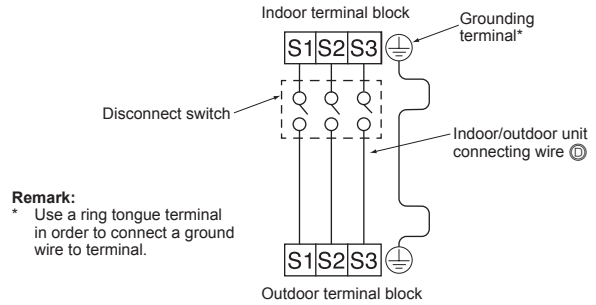 Indoor terminal block
Grounding
terminal*
S1 S2 S3
Disconnect switch
Indoor/outdoor unit
connecting wire Ⓓ
Remark:
* Use a ring tongue terminal
in order to connect a ground
wire to terminal.
S1 S2 S3
Outdoor terminal block